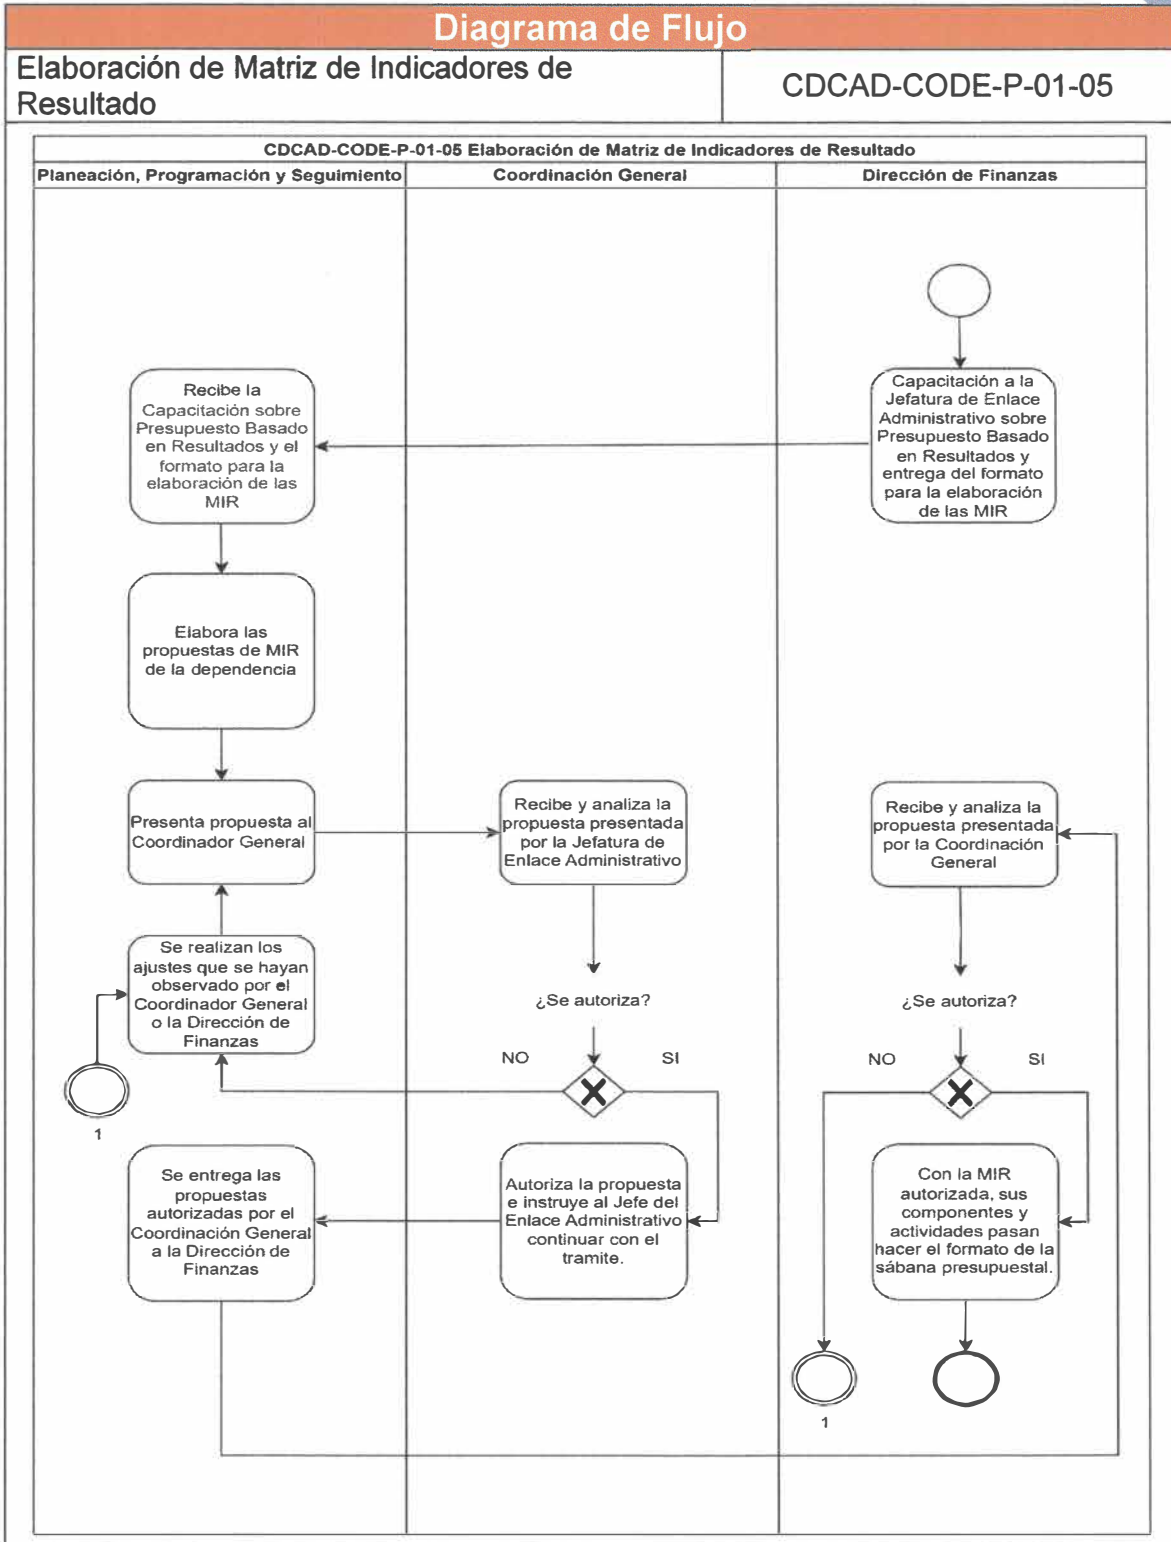 Diagrama de Flujo
Elaboración de Matriz de Indicadores de
Resultado
CDCAD-CODE-P-01-05
CDCAD-CODE-P-01-05 Elaboración de Matriz de Indicadores de Resultado
Planeación, Programación y Seguimiento
Coordinación General
Dirección de Finanzas
Capacitación a la
Jefatura de Enlace
Administrativo sobre
Presupuesto Basado
en Resultados y
entrega del formato
para la elaboración
de las MIR
Recibe la
Capacitación sobre
Presupuesto Basado
en Resultados y el
formato para la
elaboración de las
MIR
Elabora las
propuestas de MIR
de la dependencia
Presenta propuesta al
Coordinador General
Recibe y analiza la
propuesta presentada
por la Jefatura de
Enlace Administrativo
Recibe y analiza la
propuesta presentada
por la Coordinación
General
Se realizan los
ajustes que se hayan
observado por el
Coordinador General
o la Dirección de
Finanzas
¿Se autoriza?
¿Se autoriza?
NO
SI
NO
SI
1
Se entrega las
propuestas
autorizadas por el
Coordinación General
a la Dirección de
Finanzas
Autoriza la propuesta
e instruye al Jefe del
Enlace Administrativo
continuar con el
tramite.
Con la MIR
autorizada, sus
componentes y
actividades pasan
hacer el formato de la
sábana presupuestal.
1